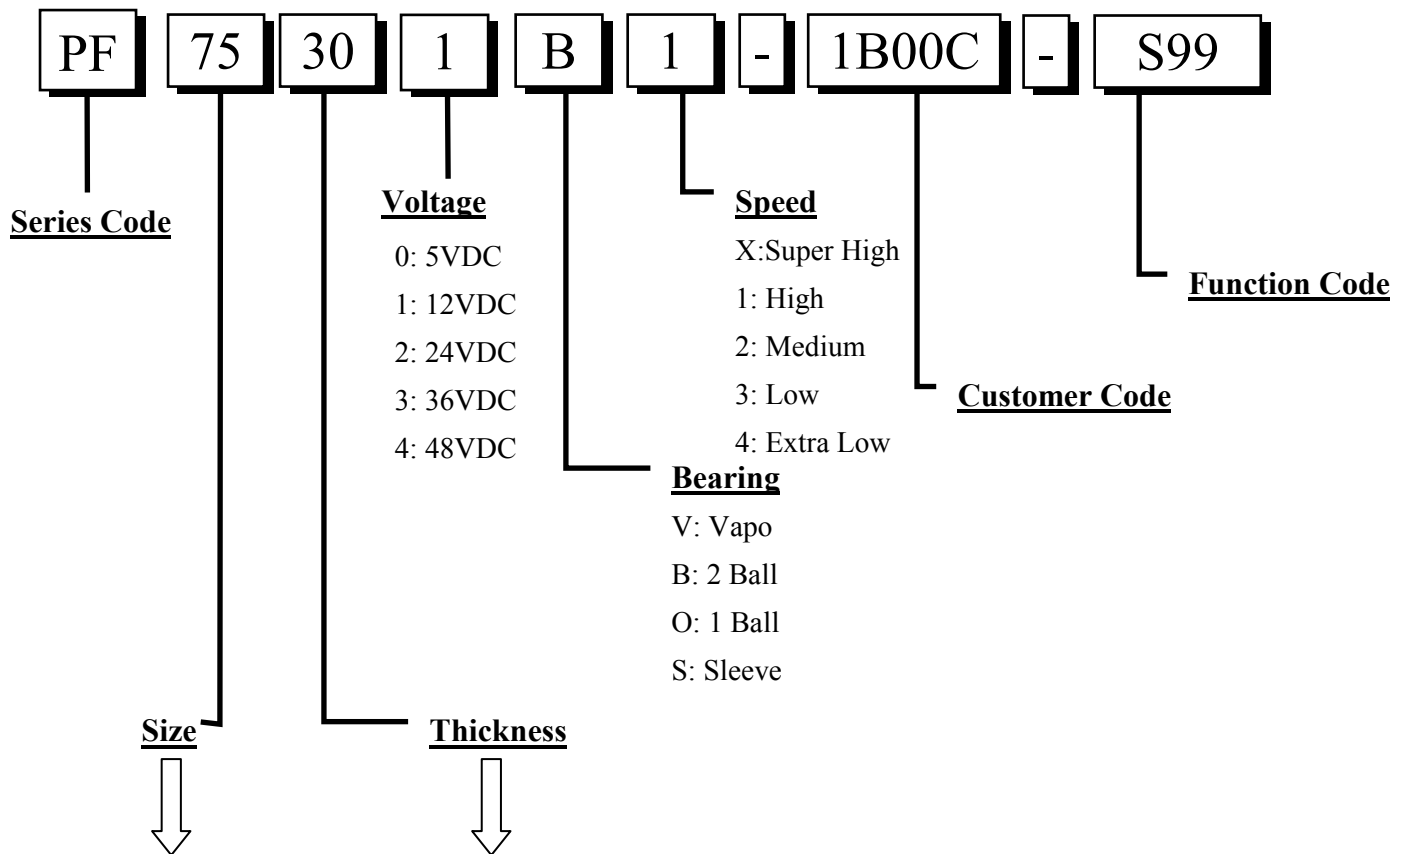 PF 75 30 1 B 1 - 1B00C - S99
Series Code
Voltage
0: 5VDC
1: 12VDC
2: 24VDC
3: 36VDC
4: 48VDC
Speed
X:Super High
1: High
2: Medium
3: Low
4: Extra Low
Function Code
Customer Code
Bearing
V: Vapo
B: 2 Ball
O: 1 Ball
S: Sleeve
Size
Thickness